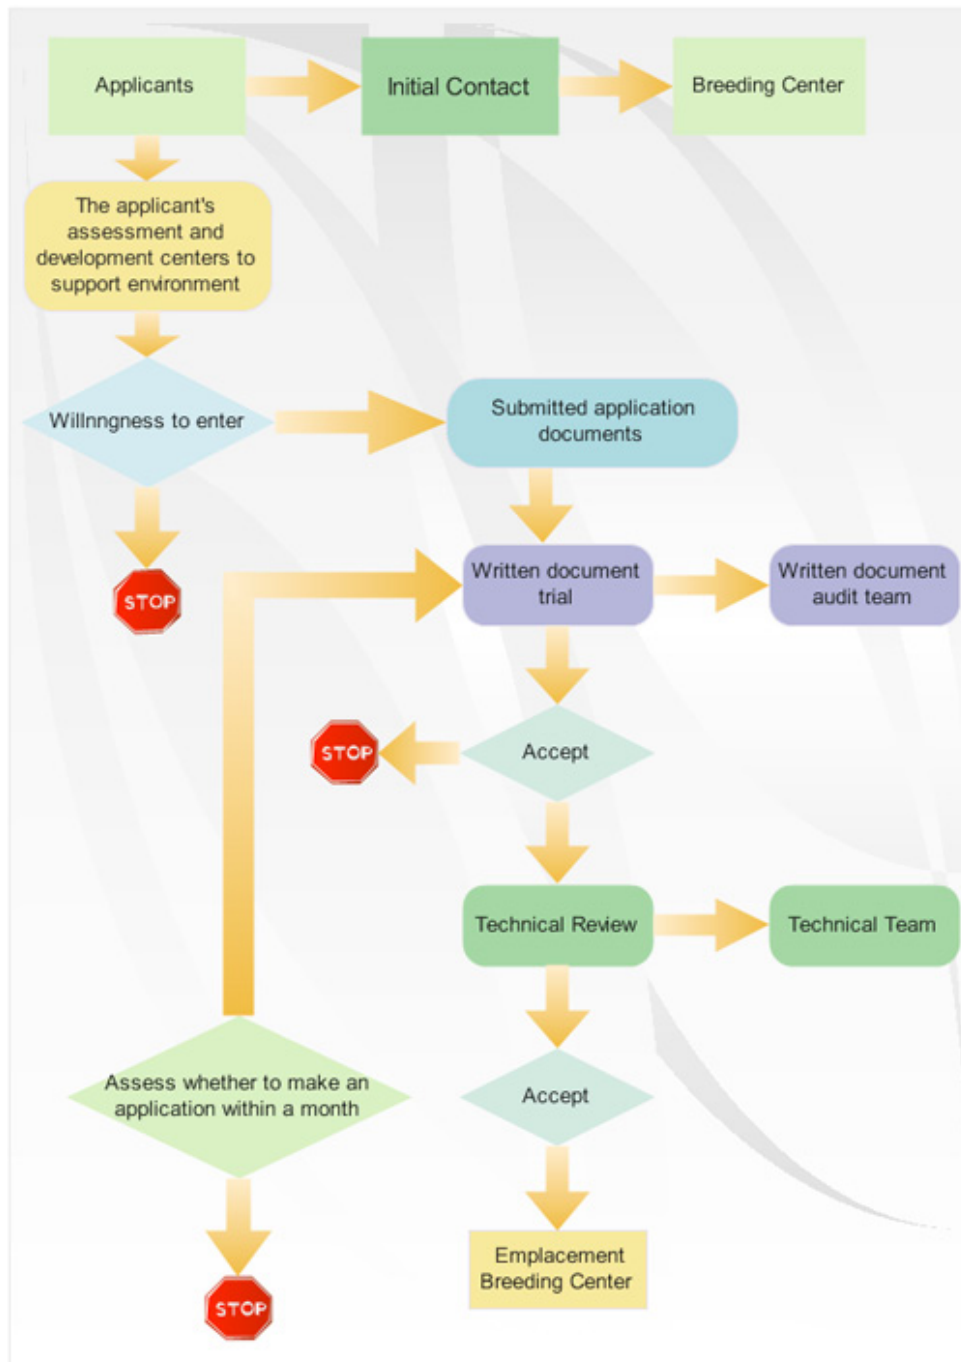 Applicants
Initial Contact
Breeding Center
The applicant's
assessment and
development centers to
support environment
Willnngness to enter
Submitted application
documents
STOP
Written document
trial
Written document
audit team
STOP
Accept
Technical Review
Technical Team
Assess whether to make an
application within a month
Accept
Emplacement
Breeding Center
STOP